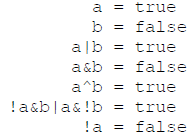 a = true
b = false
a|b = true
a&b = false
a^b = true
!a&b|a&!b = true
!a = false